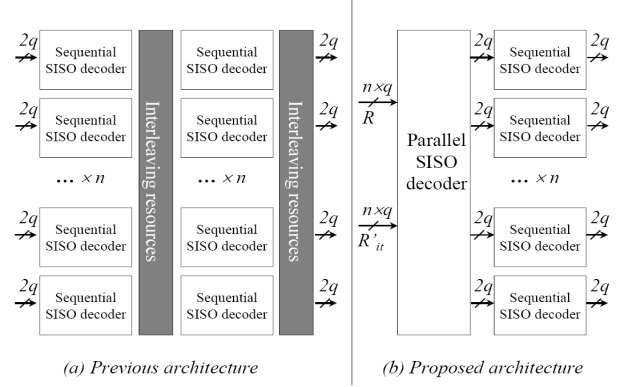 2q
Sequential
SISO decoder
2q
Sequential
SISO decoder
... × n
2q
Sequential
SISO decoder
2q
Sequential
SISO decoder
Interleaving resources
Sequential
SISO decoder
Sequential
SISO decoder
... × n
Sequential
SISO decoder
Sequential
SISO decoder
Interleaving resources
2q
2q
2q
2q
(a) Previous architecture
n×q
R
n×q
R'it
Parallel
SISO
decoder
2q
Sequential
SISO decoder
2q
2q
Sequential
SISO decoder
2q
... × n
2q
Sequential
SISO decoder
2q
2q
Sequential
SISO decoder
2q
(b) Proposed architecture